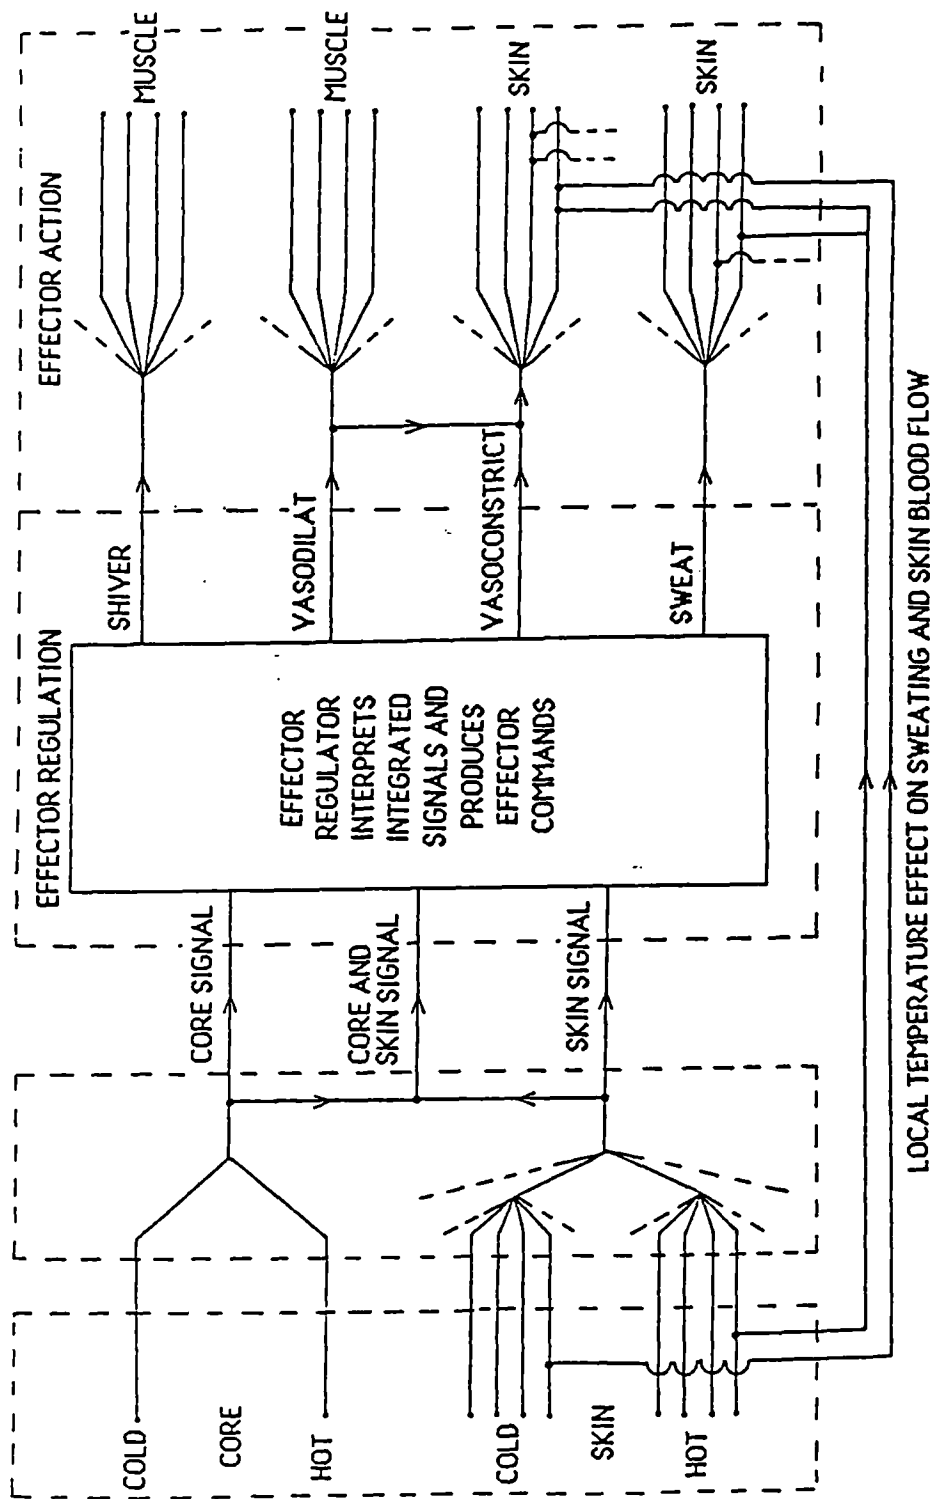 COLD
CORE
HOT
COLD
SKIN
HOT
CORE SIGNAL
CORE AND
SKIN SIGNAL
SKIN SIGNAL
EFFECTOR REGULATION
EFFECTOR
REGULATOR
INTERPRETS
INTEGRATED
SIGNALS AND
PRODUCES
EFFECTOR
COMMANDS
SHIVER
VASODILAT
VASOCONSTRICT
SWEAT
EFFECTOR ACTION
MUSCLE
MUSCLE
SKIN
SKIN
LOCAL TEMPERATURE EFFECT ON SWEATING AND SKIN BLOOD FLOW